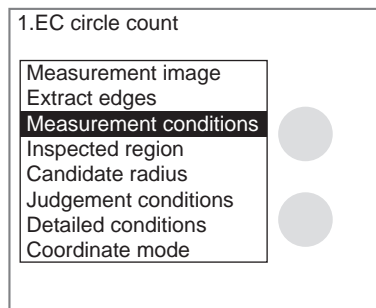 1.EC circle count
Measurement image
Extract edges
Measurement conditions
Inspected region
Candidate radius
Judgement conditions
Detailed conditions
Coordinate mode